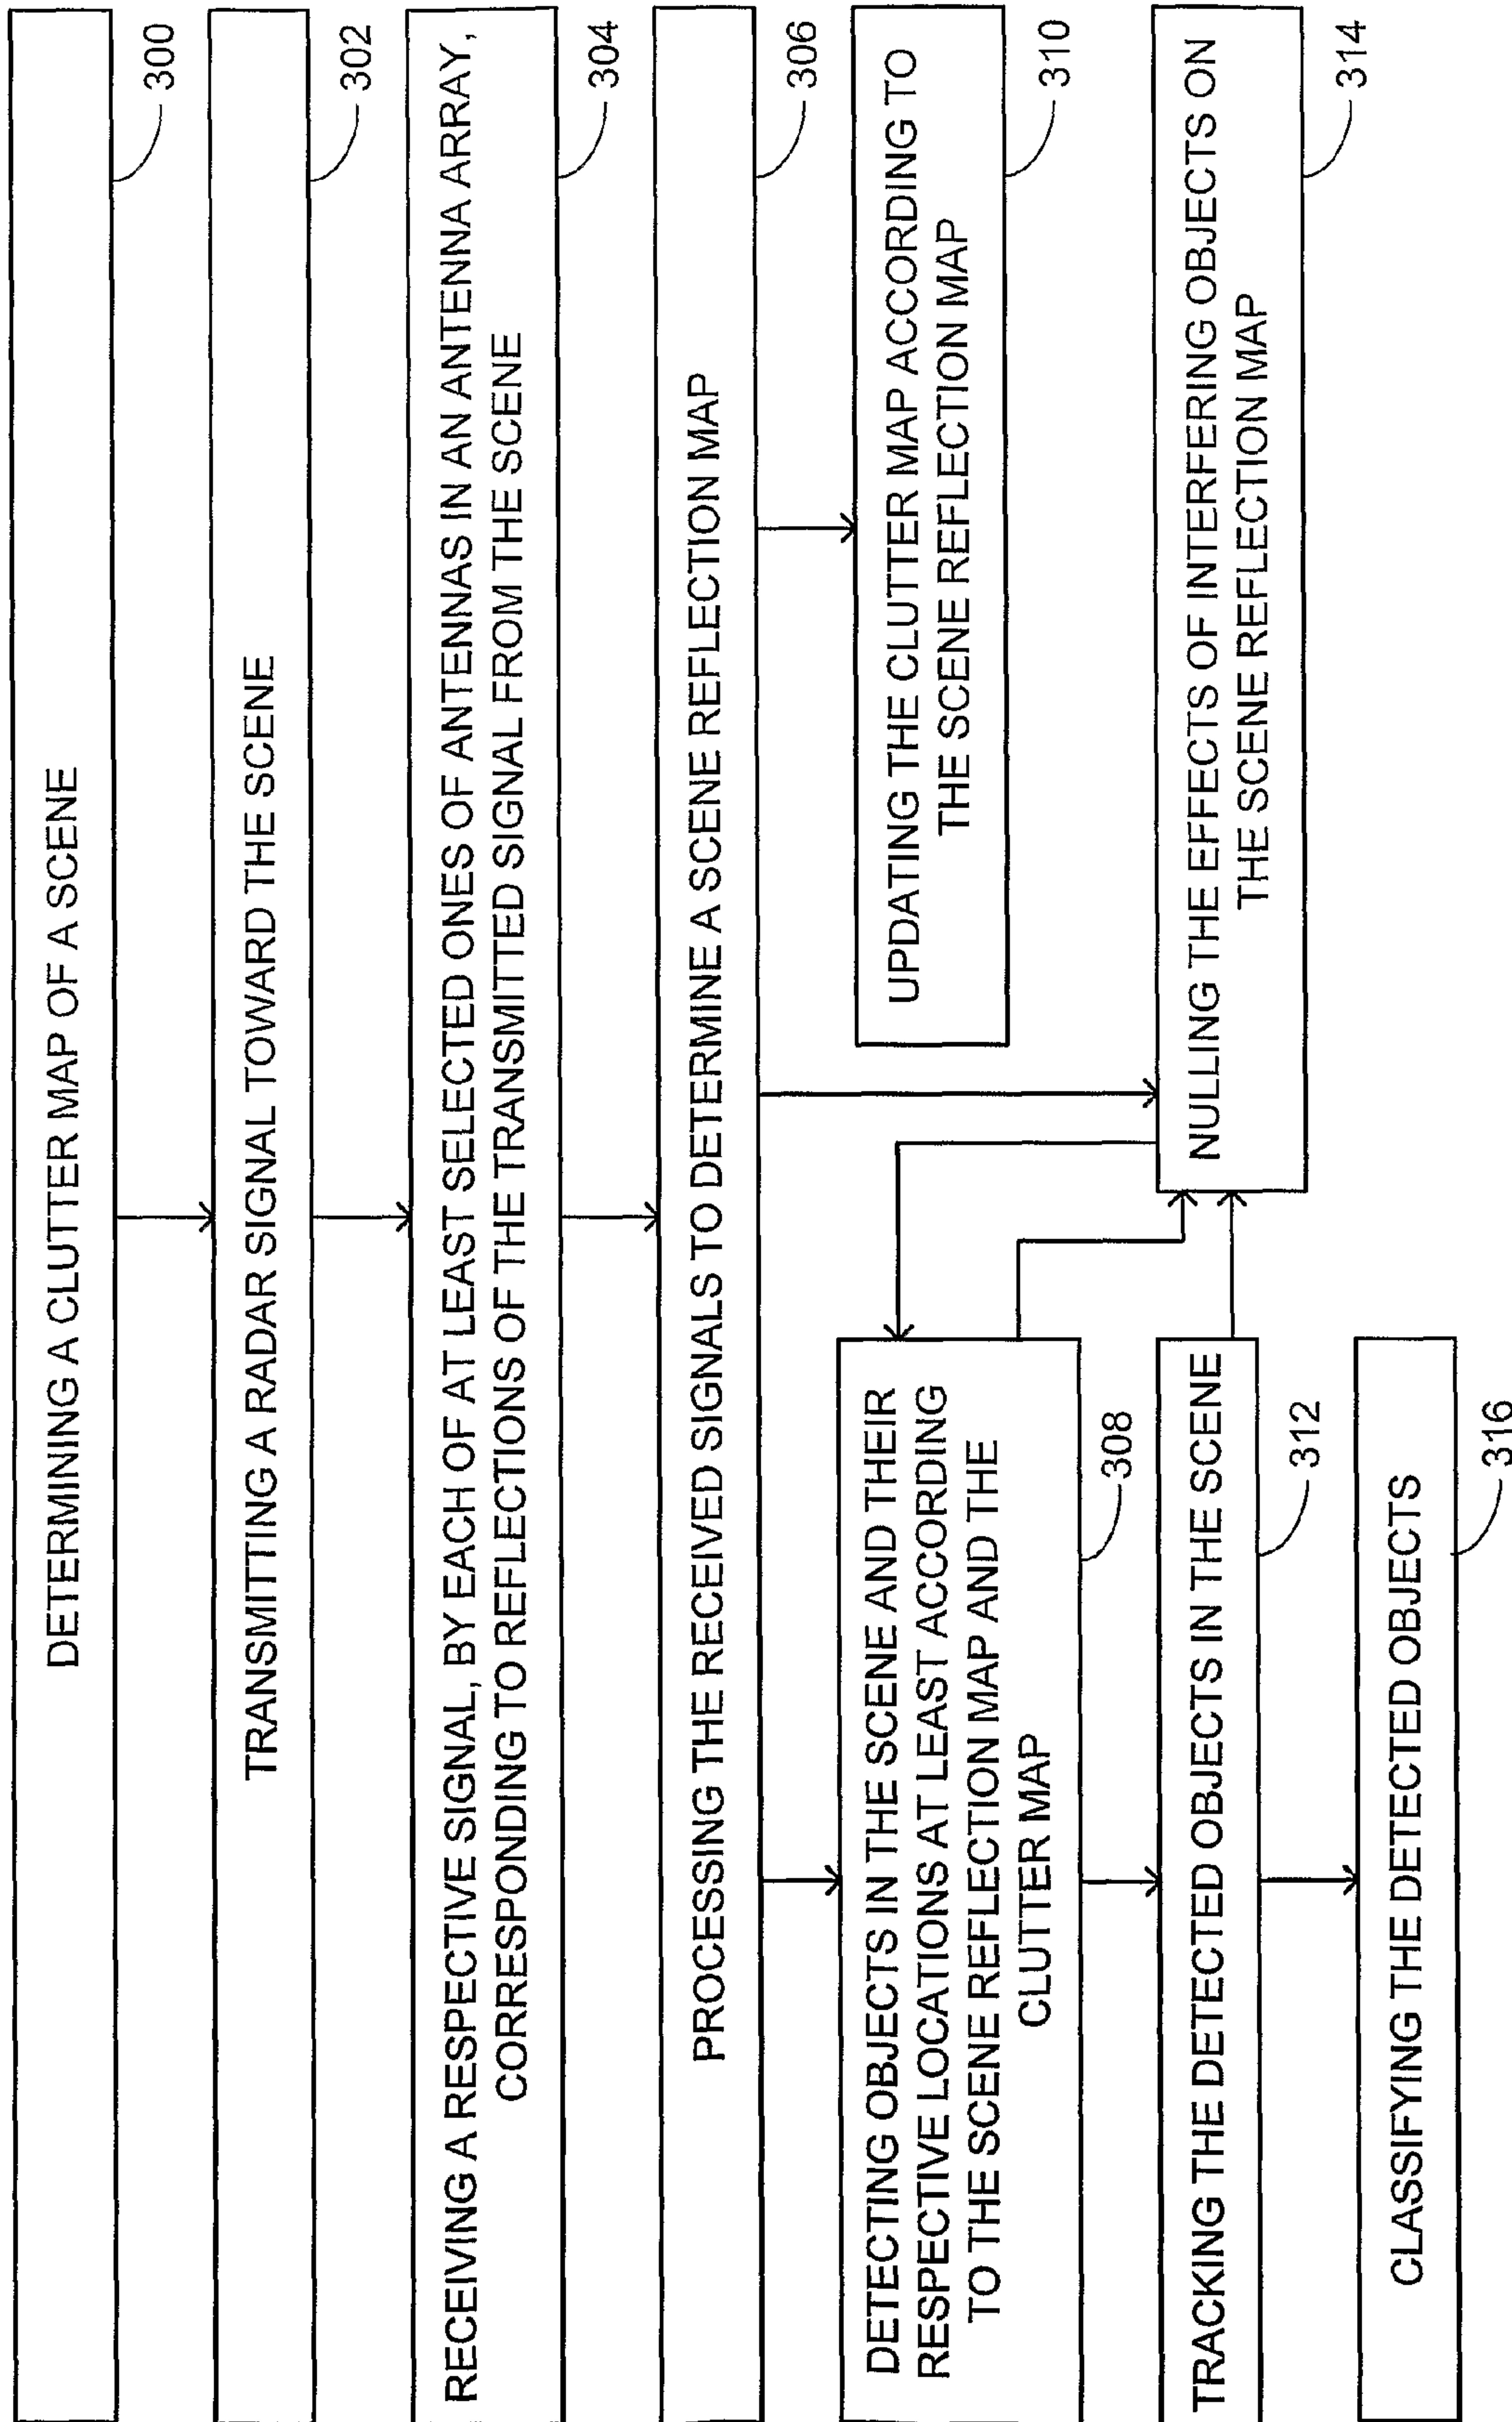 DETERMINING A CLUTTER MAP OF A SCENE
300
TRANSMITTING A RADAR SIGNAL TOWARD THE SCENE
302
RECEIVING A RESPECTIVE SIGNAL, BY EACH OF AT LEAST SELECTED ONES OF ANTENNAS IN AN ANTENNA ARRAY,
CORRESPONDING TO REFLECTIONS OF THE TRANSMITTED SIGNAL FROM THE SCENE
304
PROCESSING THE RECEIVED SIGNALS TO DETERMINE A SCENE REFLECTION MAP
306
DETECTING OBJECTS IN THE SCENE AND THEIR
RESPECTIVE LOCATIONS AT LEAST ACCORDING
TO THE SCENE REFLECTION MAP AND THE
CLUTTER MAP
308
UPDATING THE CLUTTER MAP ACCORDING TO
THE SCENE REFLECTION MAP
310
TRACKING THE DETECTED OBJECTS IN THE SCENE
312
NULLING THE EFFECTS OF INTERFERING OBJECTS ON
THE SCENE REFLECTION MAP
314
CLASSIFYING THE DETECTED OBJECTS
316